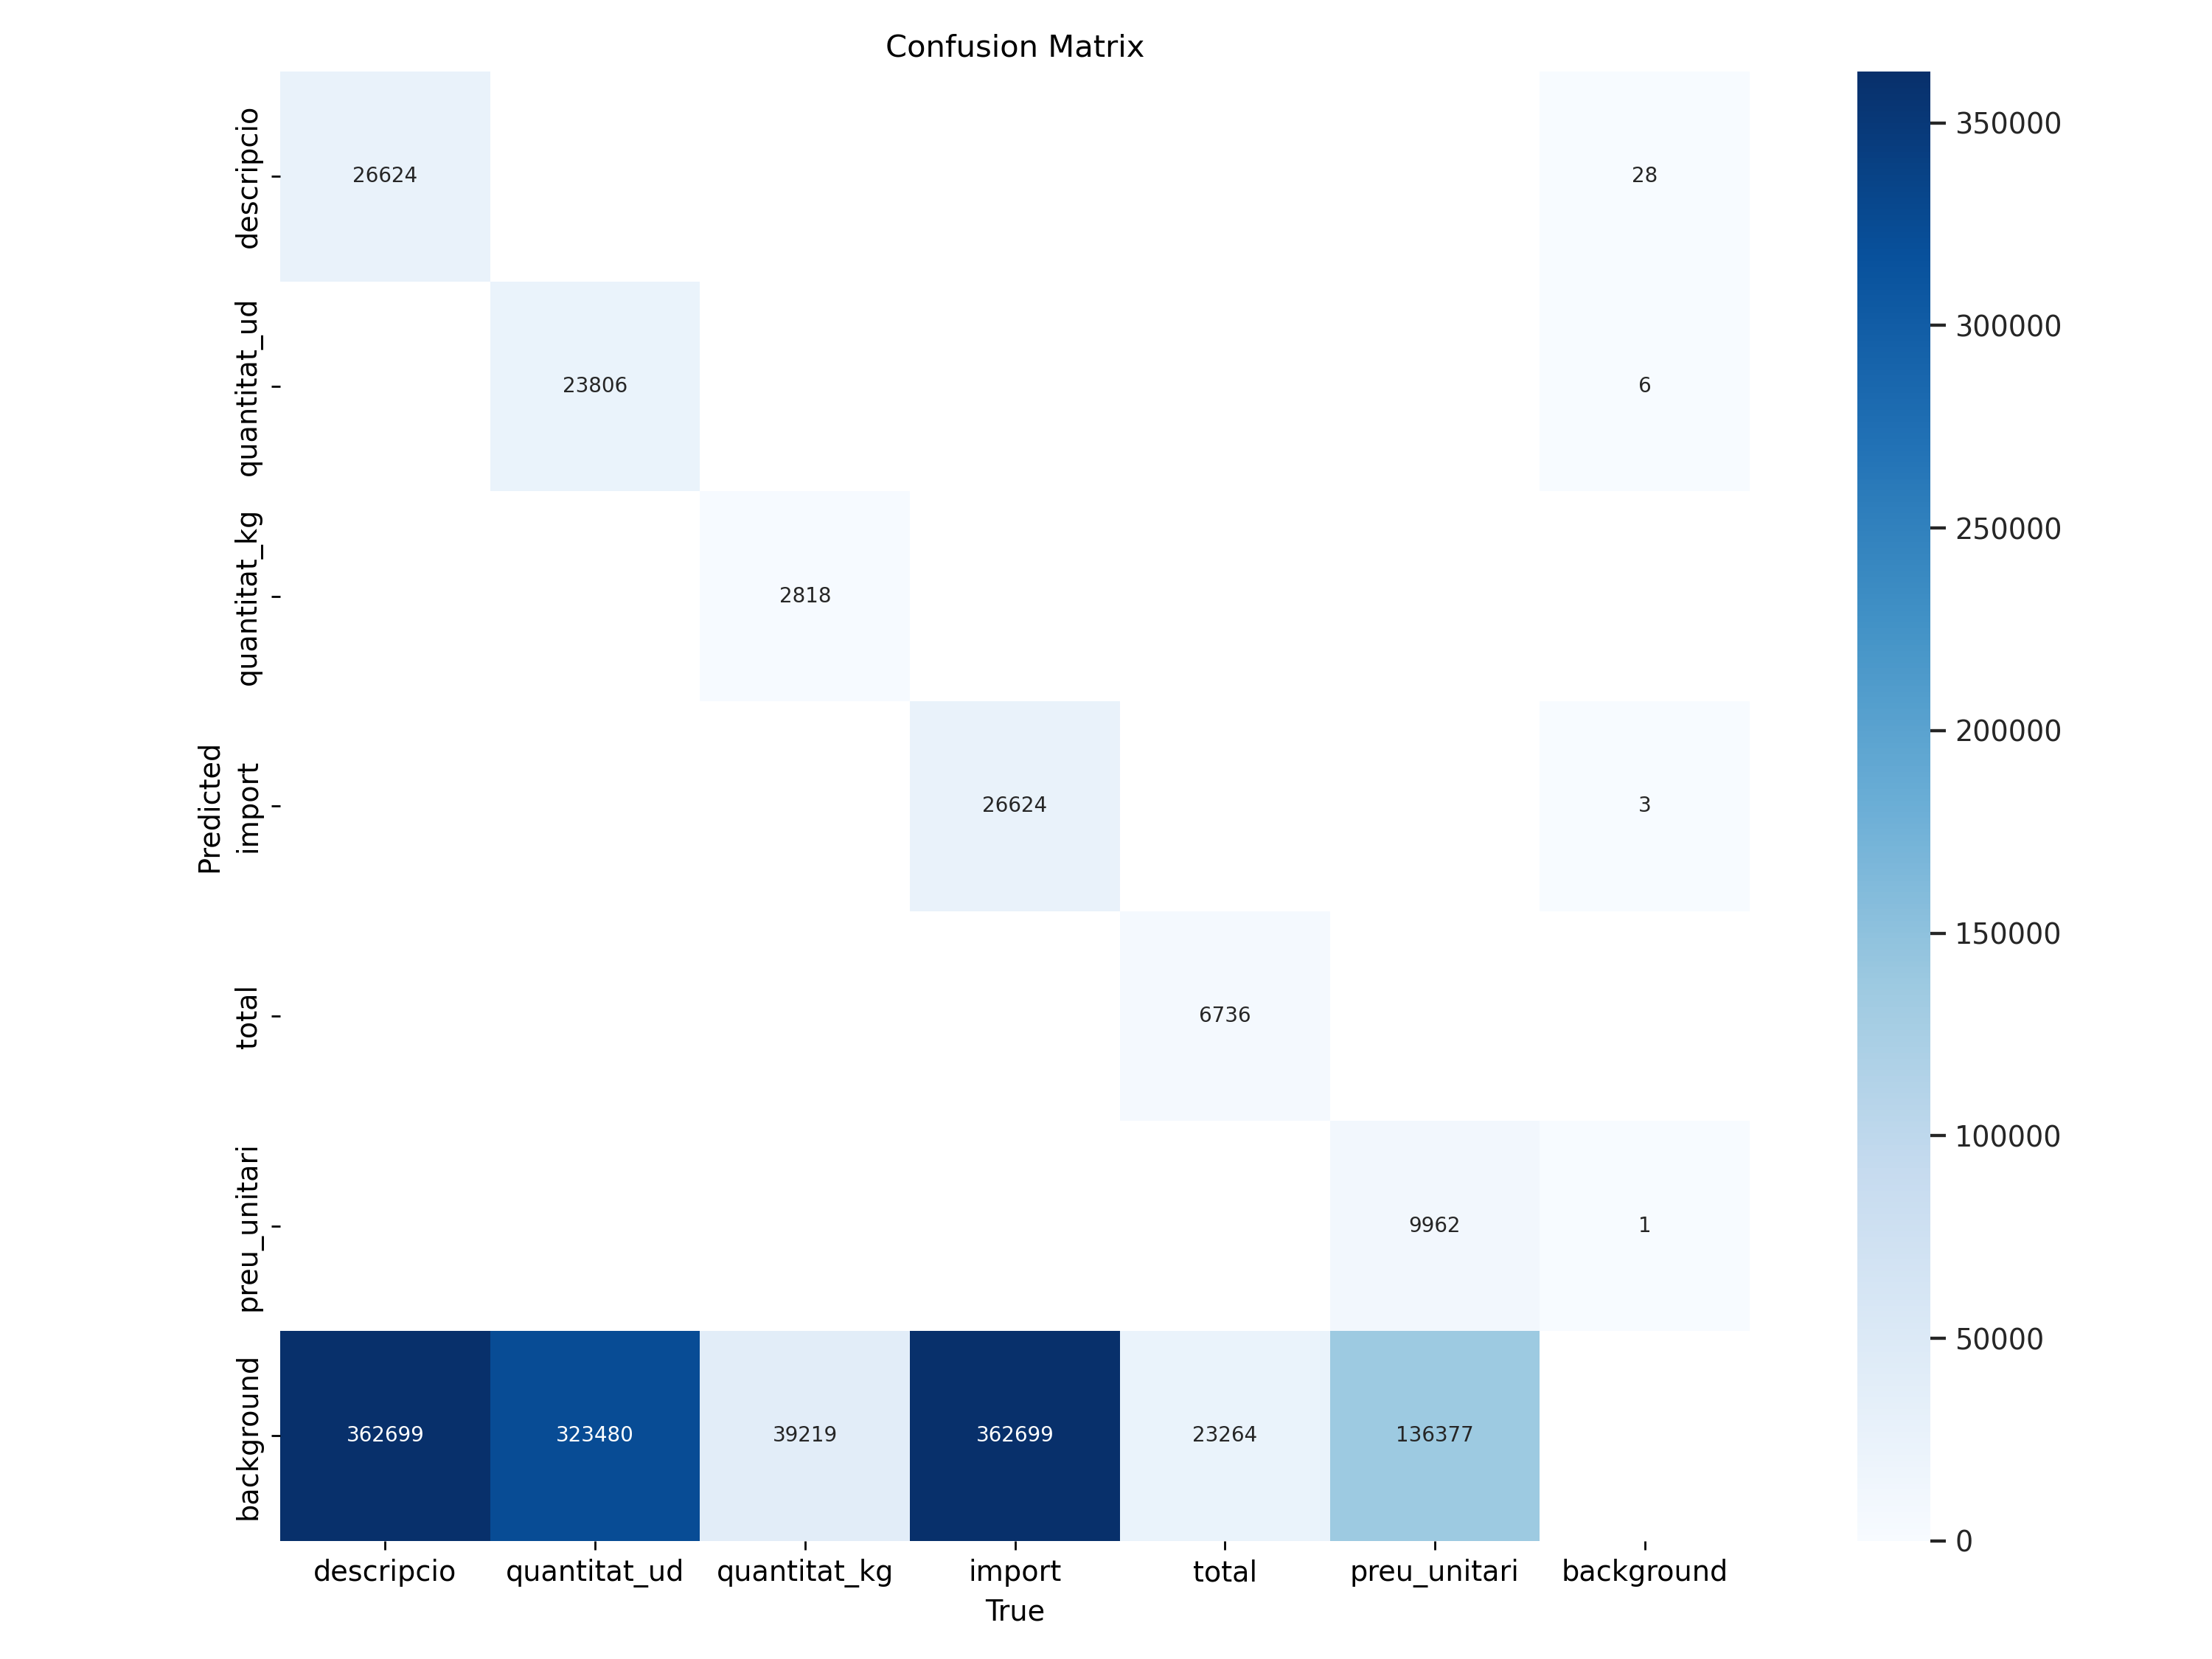 Confusion Matrix
descripcio 26624 28
quantitat_ud 23806 6
quantitat_kg 2818
import 26624 3
total 6736
preu_unitari 9962 1
background 362699 323480 39219 362699 23264 136377
Predicted
descripcio quantitat_ud quantitat_kg import total preu_unitari background
True
350000
300000
250000
200000
150000
100000
50000
0